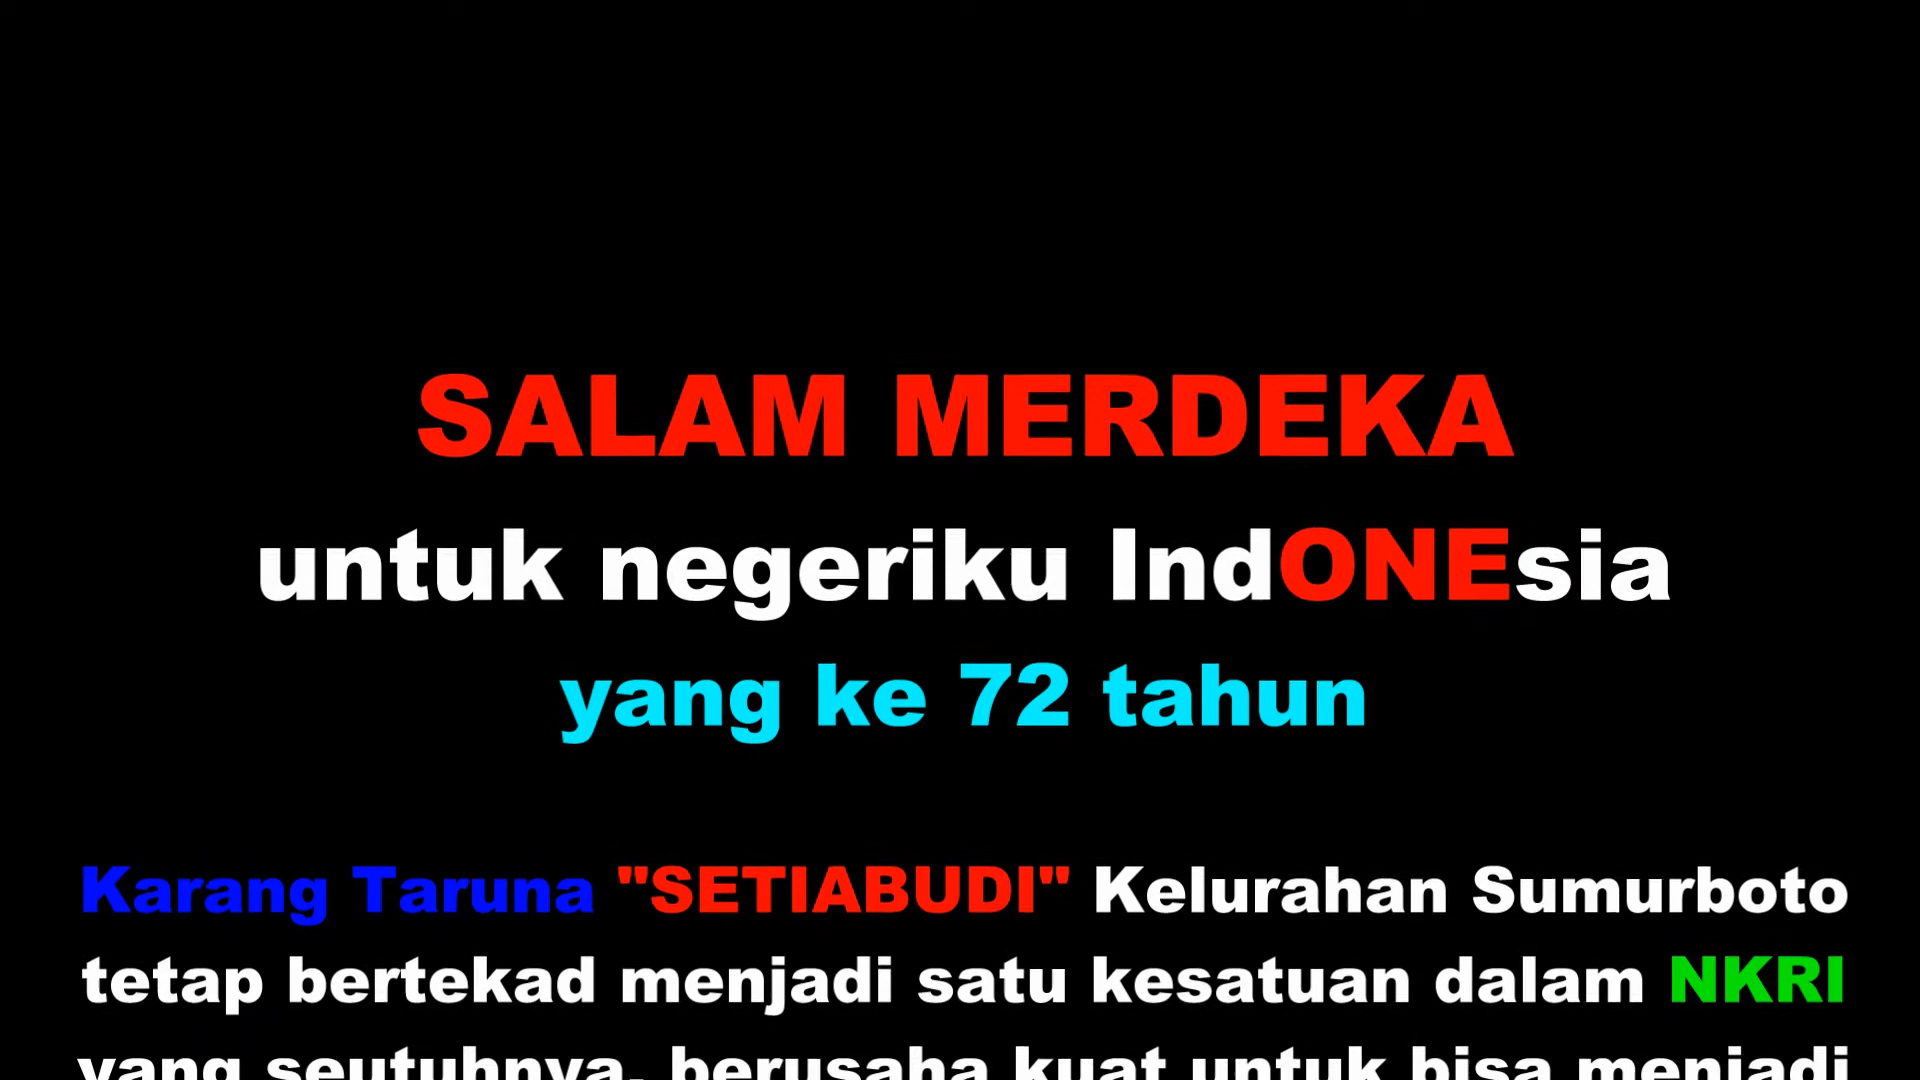 SALAM MERDEKA
untuk negeriku IndONEsia
yang ke 72 tahun
Karang Taruna "SETIABUDI" Kelurahan Sumurboto
tetap bertekad menjadi satu kesatuan dalam NKRI
yang seutuhnya, berusaha kuat untuk bisa menjadi